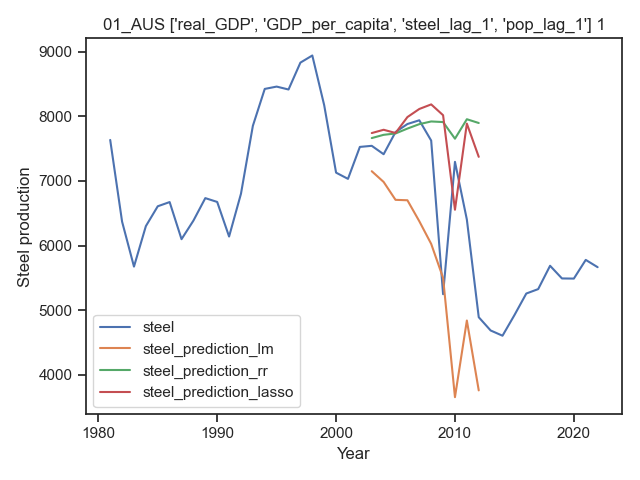 01_AUS ['real_GDP', 'GDP_per_capita', 'steel_lag_1', 'pop_lag_1'] 1
9000
8000
7000
6000
5000
4000
Steel production
steel
steel_prediction_lm
steel_prediction_rr
steel_prediction_lasso
1980 1990 2000 2010 2020
Year